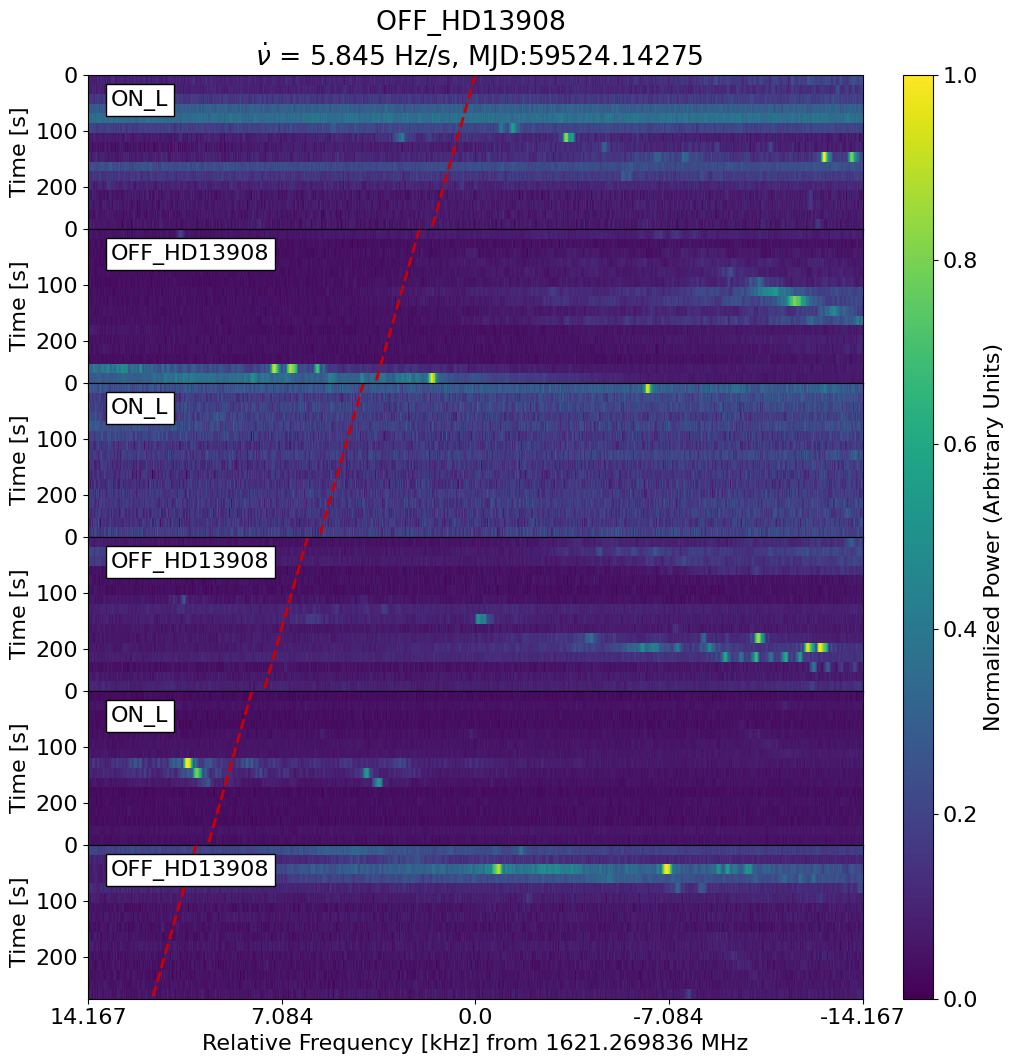 OFF_HD13908
ν̇ = 5.845 Hz/s, MJD:59524.14275
0
100
200
Time [s]
ON_L
0
100
200
Time [s]
OFF_HD13908
0
100
200
Time [s]
ON_L
0
100
200
Time [s]
OFF_HD13908
0
100
200
Time [s]
ON_L
0
100
200
Time [s]
OFF_HD13908
14.167 7.084 0.0 -7.084 -14.167
Relative Frequency [kHz] from 1621.269836 MHz
1.0
0.8
0.6
0.4
0.2
0.0
Normalized Power (Arbitrary Units)